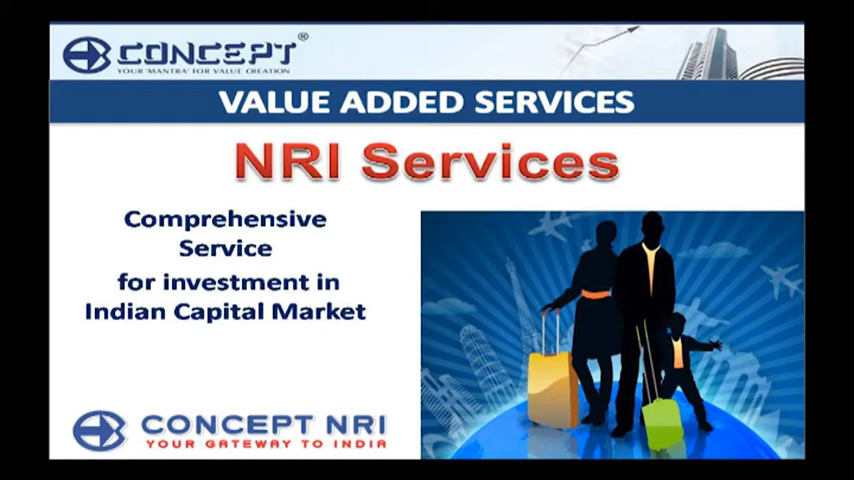 CONCEPT®
YOUR 'MANTRA' FOR VALUE CREATION
VALUE ADDED SERVICES
NRI Services
Comprehensive
Service
for investment in
Indian Capital Market
CONCEPT NRI
YOUR GATEWAY TO INDIA